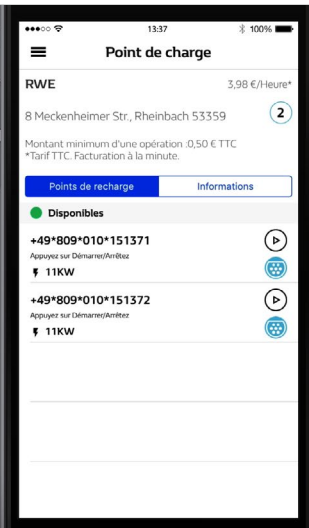 13:37
100%
Point de charge
RWE
3,98 €/Heure*
8 Meckenheimer Str., Rheinbach 53359
2
Montant minimum d'une opération :0,50 € TTC
*Tarif TTC. Facturation à la minute.
Points de recharge
Informations
Disponibles
+49*809*010*151371
Appuyez sur Démarrer/Arrêtez
11KW
+49*809*010*151372
Appuyez sur Démarrer/Arrêtez
11KW